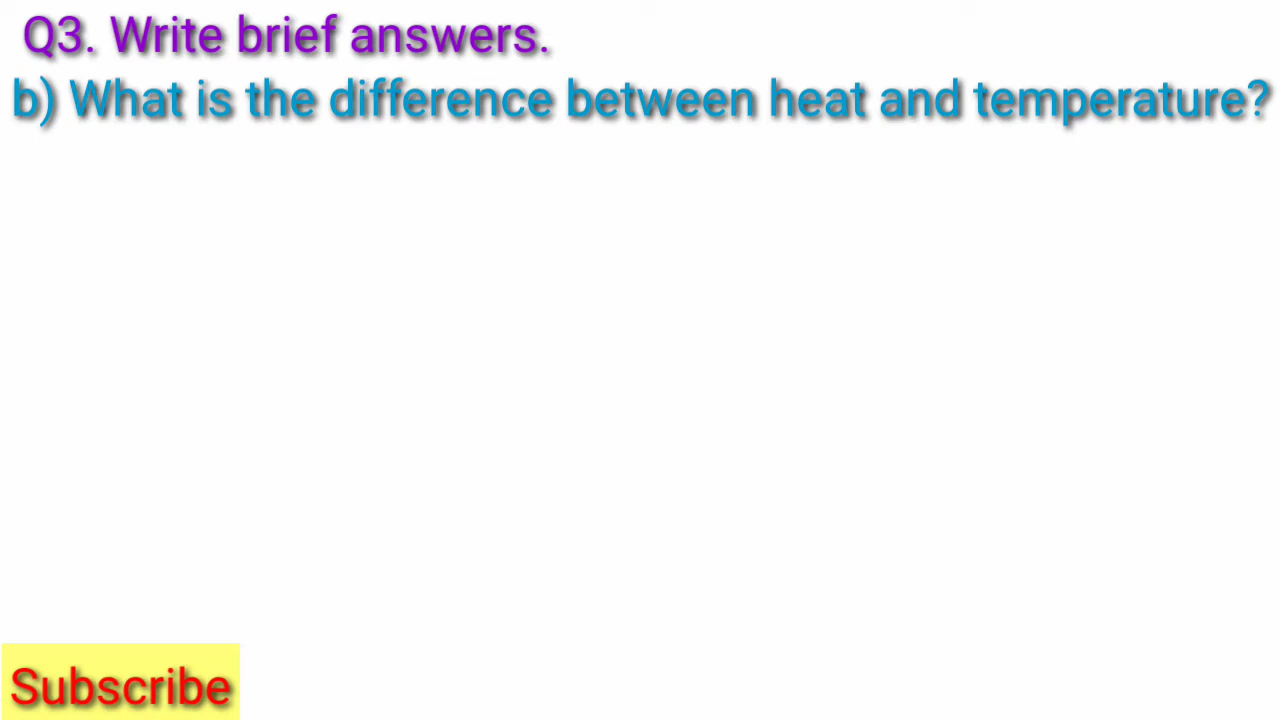 Q3. Write brief answers.
b) What is the difference between heat and temperature?
Subscribe